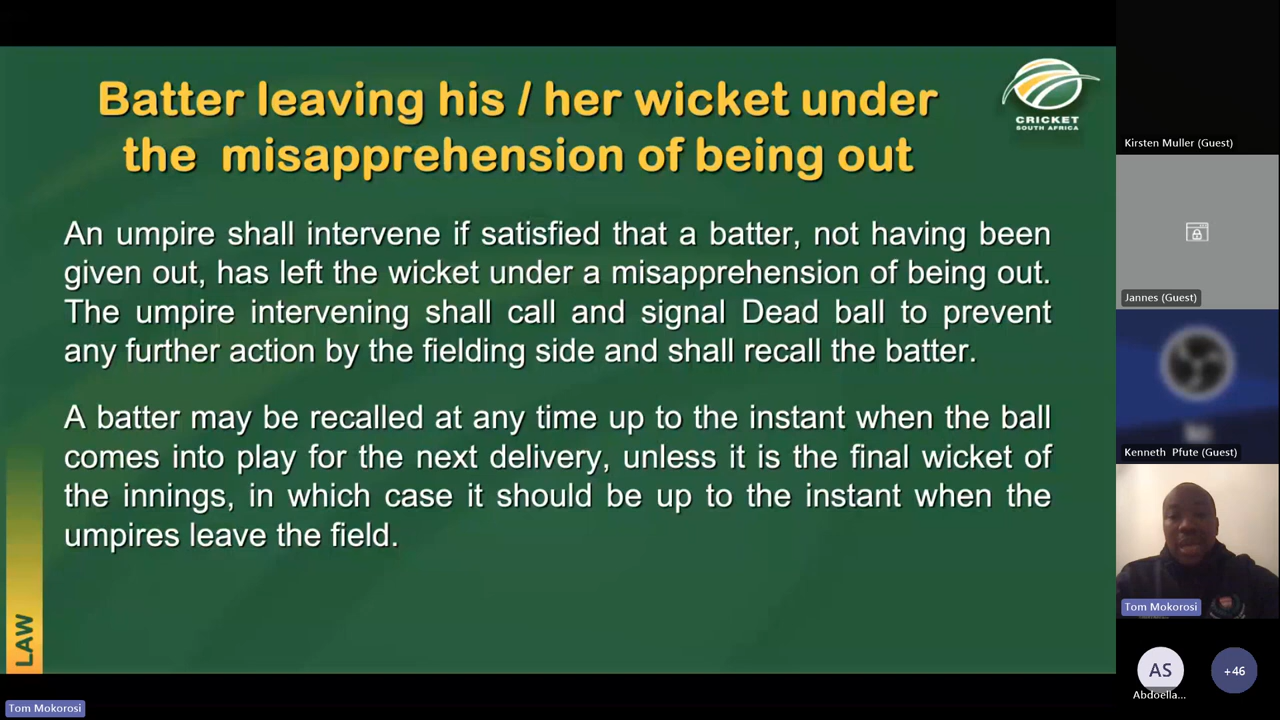 Batter leaving his / her wicket under
the misapprehension of being out
CRICKET
SOUTH AFRICA
An umpire shall intervene if satisfied that a batter, not having been
given out, has left the wicket under a misapprehension of being out.
The umpire intervening shall call and signal Dead ball to prevent
any further action by the fielding side and shall recall the batter.
A batter may be recalled at any time up to the instant when the ball
comes into play for the next delivery, unless it is the final wicket of
the innings, in which case it should be up to the instant when the
umpires leave the field.
LAW
Tom Mokorosi
Kirsten Muller (Guest)
Jannes (Guest)
Kenneth Pfute (Guest)
Tom Mokorosi
AS
Abdoella...
+46